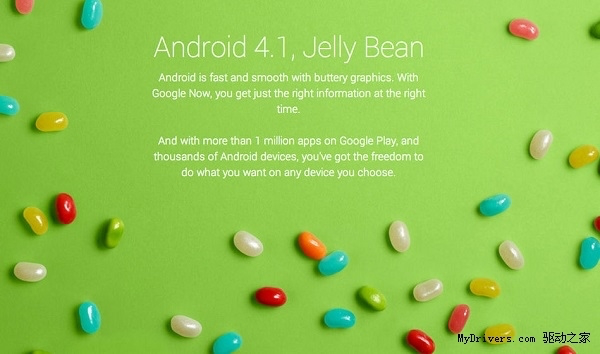 Android 4.1, Jelly Bean
Android is fast and smooth with buttery graphics. With
Google Now, you get just the right information at the right
time.
And with more than 1 million apps on Google Play, and
thousands of Android devices, you've got the freedom to
do what you want on any device you choose.
MyDrivers.com 驱动之家